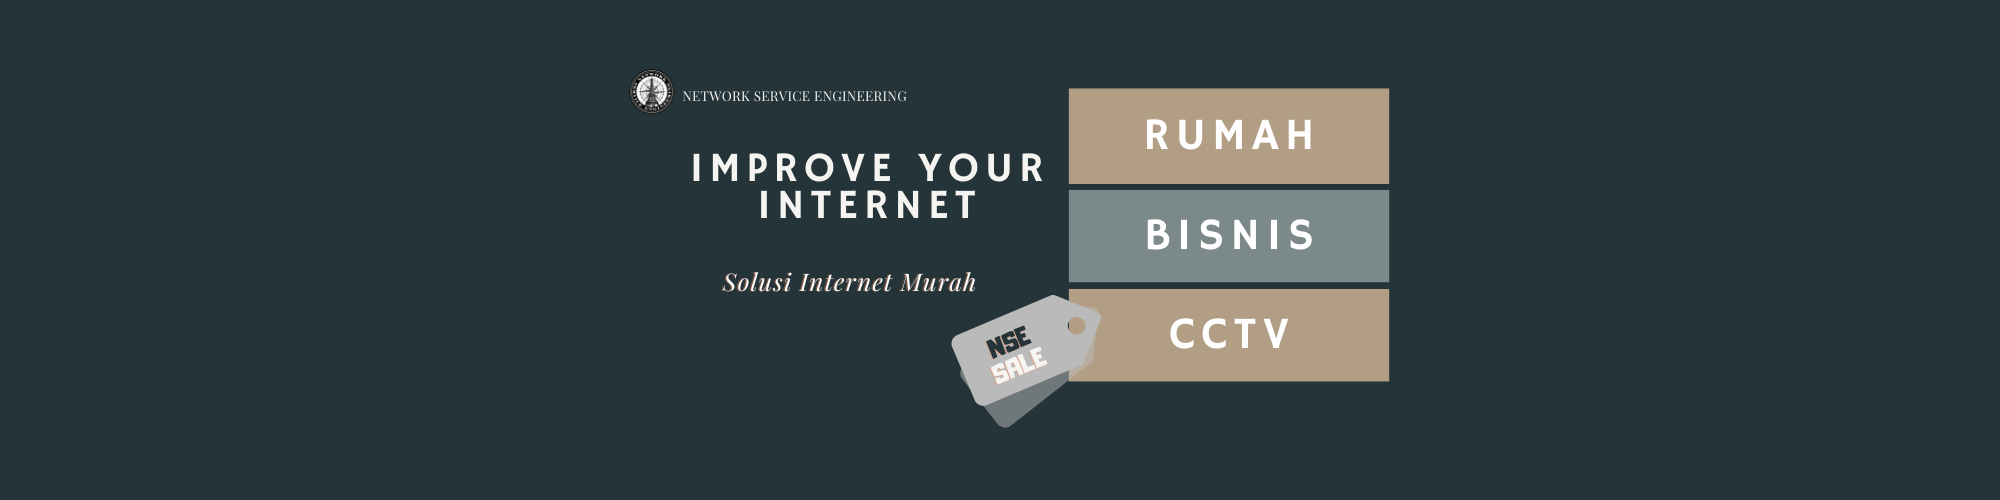 NETWORK SERVICE ENGINEERING
IMPROVE YOUR
INTERNET
Solusi Internet Murah
NSE
SALE
RUMAH
BISNIS
CCTV